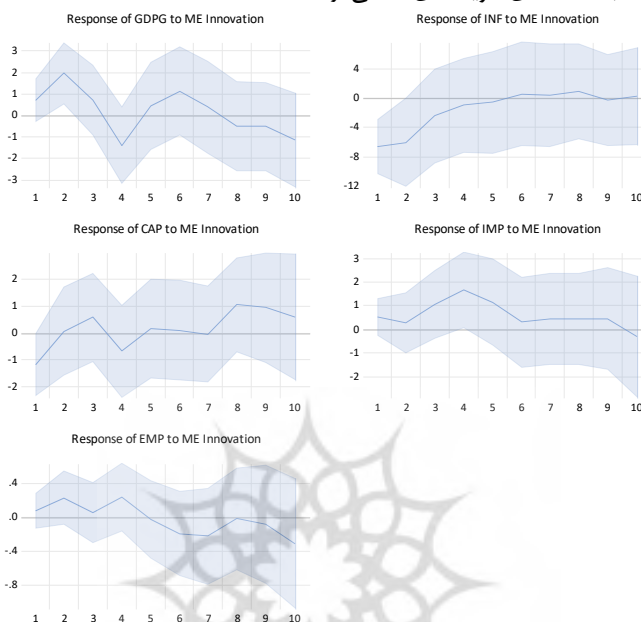 Response of GDPG to ME Innovation
3
2
1
0
-1
-2
-3
1 2 3 4 5 6 7 8 9 10
Response of INF to ME Innovation
4
0
-4
-8
-12
1 2 3 4 5 6 7 8 9 10
Response of CAP to ME Innovation
2
1
0
-1
-2
1 2 3 4 5 6 7 8 9 10
Response of IMP to ME Innovation
3
2
1
0
-1
-2
1 2 3 4 5 6 7 8 9 10
Response of EMP to ME Innovation
.4
.0
-.4
-.8
1 2 3 4 5 6 7 8 9 10